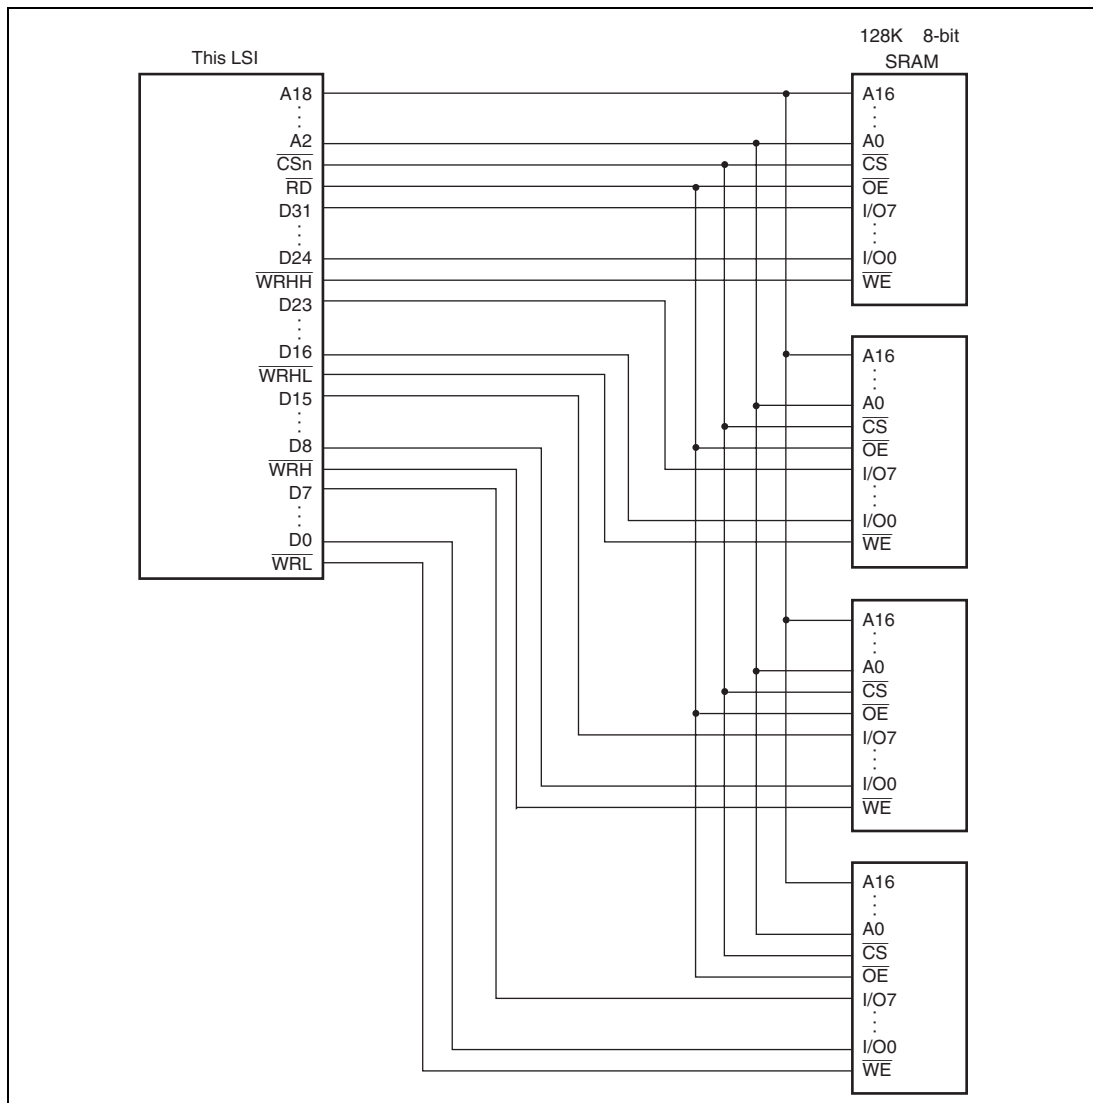 This LSI
A18
A2
CSn
RD
D31
D24
WRHH
D23
D16
WRHL
D15
D8
WRH
D7
D0
WRL
128K 8-bit
SRAM
A16
A0
CS
OE
I/O7
I/O0
WE
A16
A0
CS
OE
I/O7
I/O0
WE
A16
A0
CS
OE
I/O7
I/O0
WE
A16
A0
CS
OE
I/O7
I/O0
WE